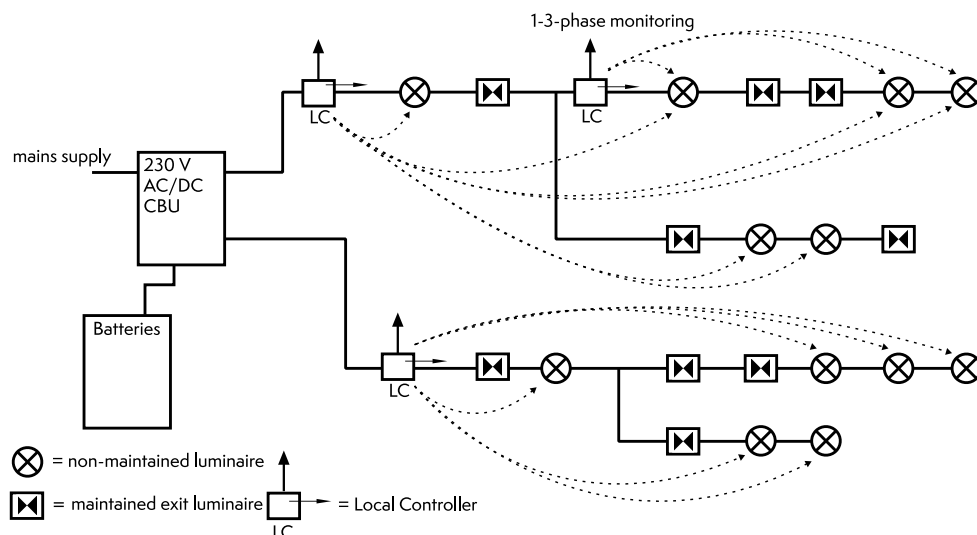 1-3-phase monitoring
LC
LC
mains supply
230 V
AC/DC
CBU
Batteries
LC
= non-maintained luminaire
= maintained exit luminaire
= Local Controller
LC